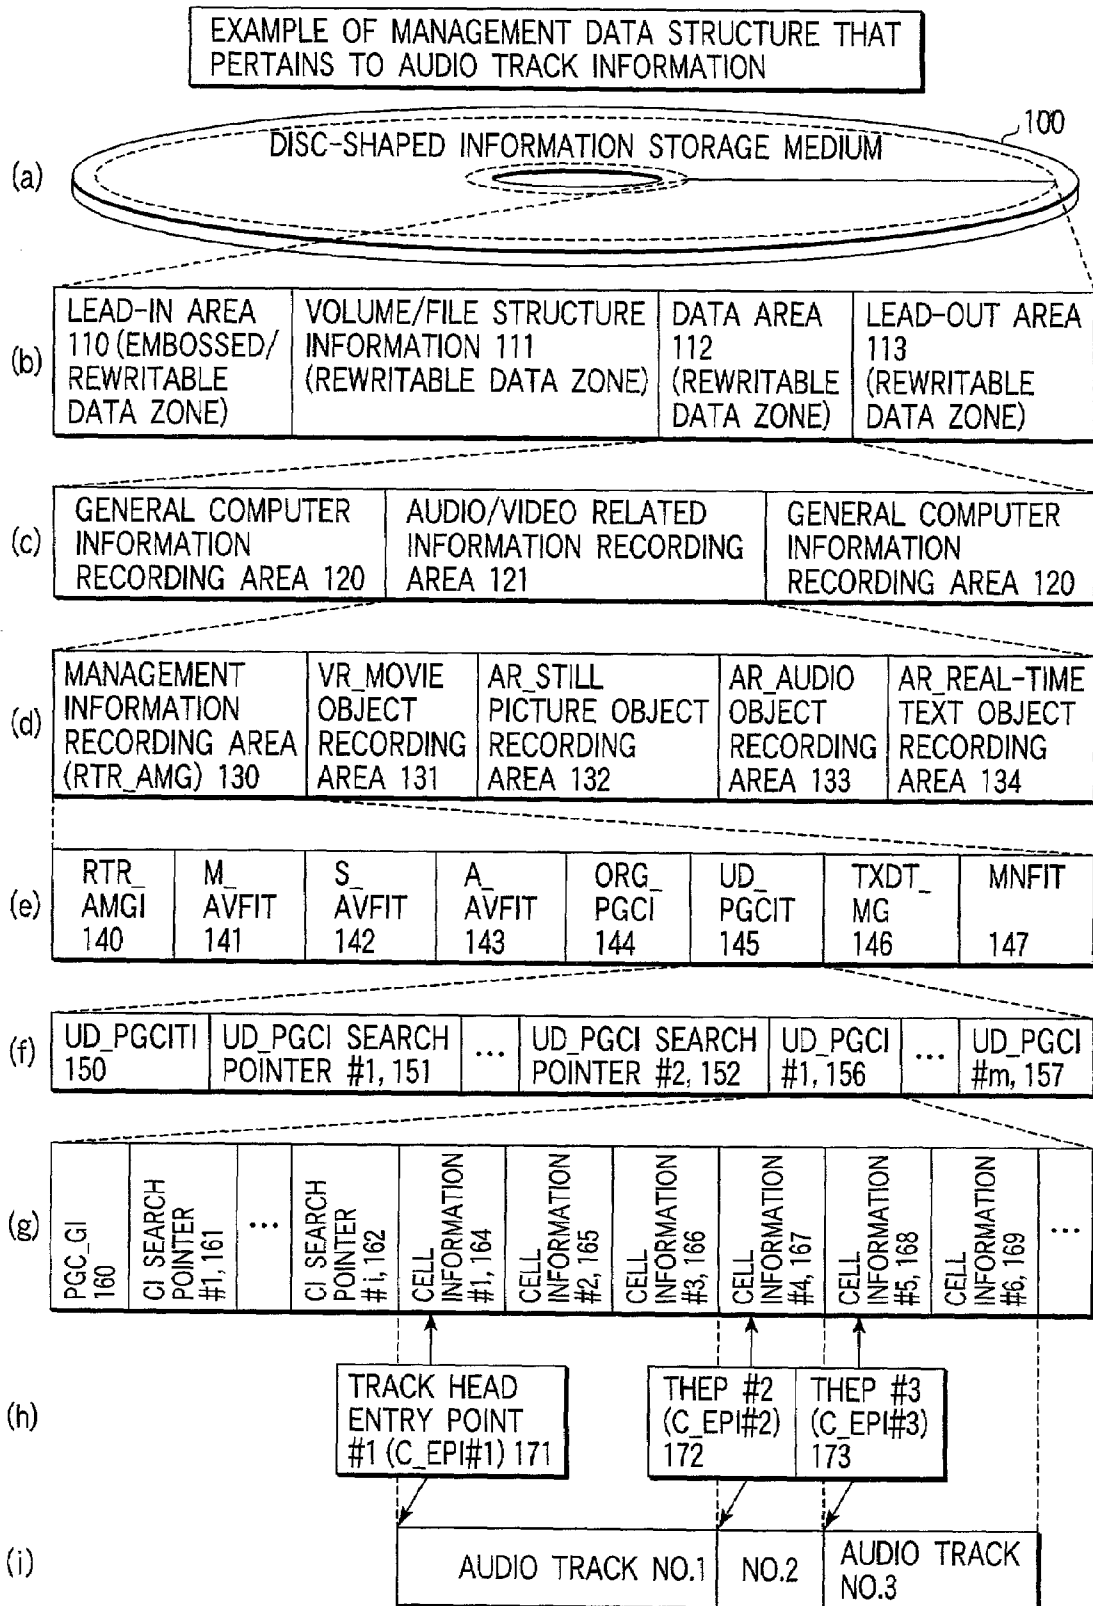 EXAMPLE OF MANAGEMENT DATA STRUCTURE THAT
PERTAINS TO AUDIO TRACK INFORMATION
100
DISC-SHAPED INFORMATION STORAGE MEDIUM
(a)
(b)
LEAD-IN AREA
110 (EMBOSSED/
REWRITABLE
DATA ZONE)
VOLUME/FILE STRUCTURE
INFORMATION 111
(REWRITABLE DATA ZONE)
DATA AREA
112
(REWRITABLE
DATA ZONE)
LEAD-OUT AREA
113
(REWRITABLE
DATA ZONE)
(c)
GENERAL COMPUTER
INFORMATION
RECORDING AREA 120
AUDIO/VIDEO RELATED
INFORMATION RECORDING
AREA 121
GENERAL COMPUTER
INFORMATION
RECORDING AREA 120
(d)
MANAGEMENT
INFORMATION
RECORDING AREA
(RTR_AMG) 130
VR_MOVIE
OBJECT
RECORDING
AREA 131
AR_STILL
PICTURE OBJECT
RECORDING
AREA 132
AR_AUDIO
OBJECT
RECORDING
AREA 133
AR_REAL-TIME
TEXT OBJECT
RECORDING
AREA 134
(e)
RTR_
AMGI
140
M_
AVFIT
141
S_
AVFIT
142
A_
AVFIT
143
ORG_
PGCI
144
UD_
PGCIT
145
TXDT_
MG
146
MNFIT
147
(f)
UD_PGCITI
150
UD_PGCI SEARCH
POINTER #1, 151
...
UD_PGCI SEARCH
POINTER #2, 152
UD_PGCI
#1, 156
...
UD_PGCI
#m, 157
(g)
PGC_GI
160
CI SEARCH
POINTER
#1, 161
...
CI SEARCH
POINTER
# i, 162
CELL
INFORMATION
#1, 164
CELL
INFORMATION
#2, 165
CELL
INFORMATION
#3, 166
CELL
INFORMATION
#4, 167
CELL
INFORMATION
#5, 168
CELL
INFORMATION
#6, 169
...
(h)
TRACK HEAD
ENTRY POINT
#1 (C_EPI#1) 171
THEP #2
(C_EPI#2)
172
THEP #3
(C_EPI#3)
173
(i)
AUDIO TRACK NO.1
NO.2
AUDIO TRACK
NO.3